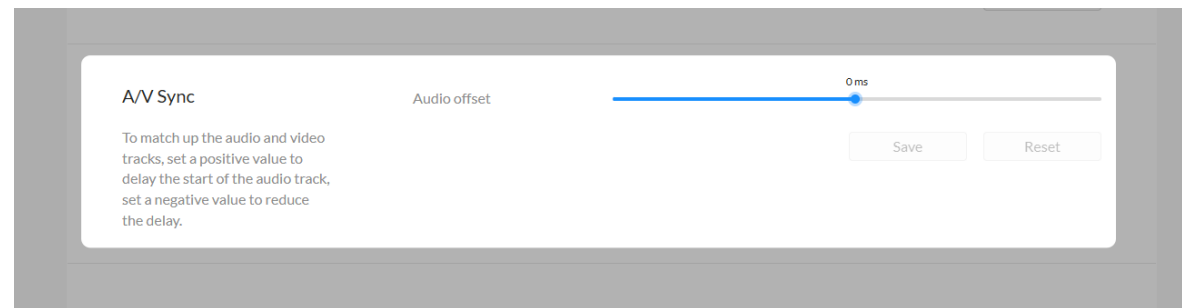 A/V Sync
Audio offset
0 ms
To match up the audio and video
tracks, set a positive value to
delay the start of the audio track,
set a negative value to reduce
the delay.
Save
Reset